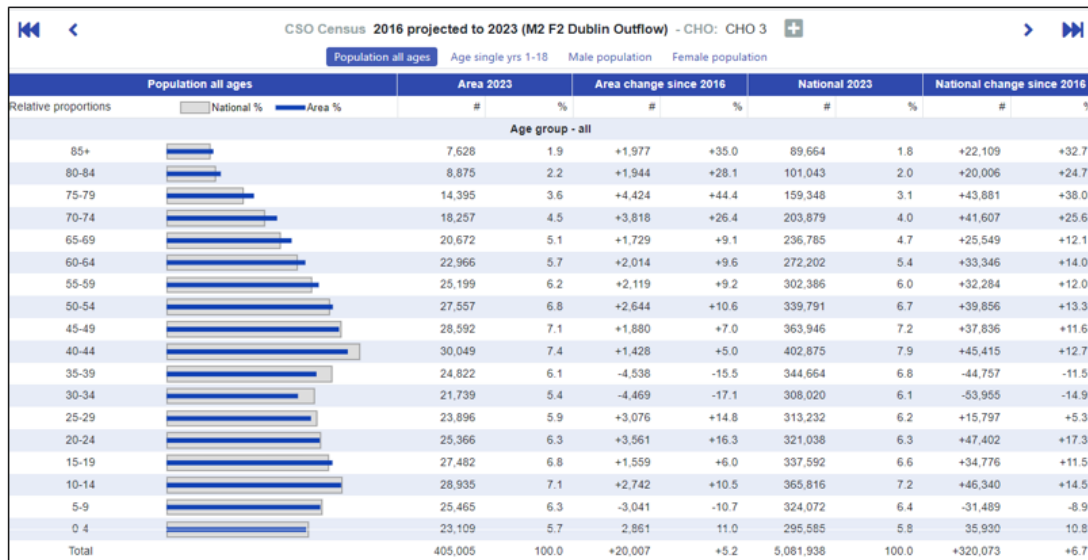 CSO Census 2016 projected to 2023 (M2 F2 Dublin Outflow) - CHO: CHO 3
Population all ages Age single yrs 1-18 Male population Female population
Population all ages Area 2023 Area change since 2016 National 2023 National change since 2016
Relative proportions National % Area % # % # % # % # %
Age group - all
85+ 7,628 1.9 +1,977 +35.0 89,664 1.8 +22,109 +32.7
80-84 8,875 2.2 +1,944 +28.1 101,043 2.0 +20,006 +24.7
75-79 14,395 3.6 +4,424 +44.4 159,348 3.1 +43,881 +38.0
70-74 18,257 4.5 +3,818 +26.4 203,879 4.0 +41,607 +25.6
65-69 20,672 5.1 +1,729 +9.1 236,785 4.7 +25,549 +12.1
60-64 22,966 5.7 +2,014 +9.6 272,202 5.4 +33,346 +14.0
55-59 25,199 6.2 +2,119 +9.2 302,386 6.0 +32,284 +12.0
50-54 27,557 6.8 +2,644 +10.6 339,791 6.7 +39,856 +13.3
45-49 28,592 7.1 +1,880 +7.0 363,946 7.2 +37,836 +11.6
40-44 30,049 7.4 +1,428 +5.0 402,875 7.9 +45,415 +12.7
35-39 24,822 6.1 -4,538 -15.5 344,664 6.8 -44,757 -11.5
30-34 21,739 5.4 -4,469 -17.1 308,020 6.1 -53,955 -14.9
25-29 23,896 5.9 +3,076 +14.8 313,232 6.2 +15,797 +5.3
20-24 25,366 6.3 +3,561 +16.3 321,038 6.3 +47,402 +17.3
15-19 27,482 6.8 +1,559 +6.0 337,592 6.6 +34,776 +11.5
10-14 28,935 7.1 +2,742 +10.5 365,816 7.2 +46,340 +14.5
5-9 25,465 6.3 -3,041 -10.7 324,072 6.4 -31,489 -8.9
0 4 23,109 5.7 2,861 11.0 295,585 5.8 35,930 10.8
Total 405,005 100.0 +20,007 +5.2 5,081,938 100.0 +320,073 +6.7